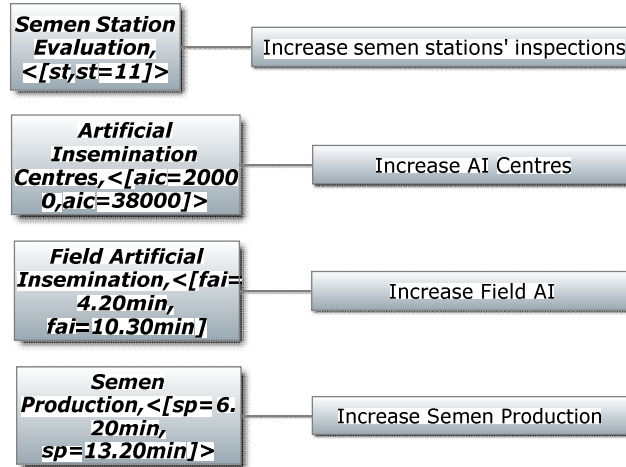 Semen Station
Evaluation,
<[st,st=11]>
Increase semen stations' inspections
Artificial
Insemination
Centres,<[aic=2000
0,aic=38000]>
Increase AI Centres
Field Artificial
Insemination,<[fai=
4.20min,
fai=10.30min]
Increase Field AI
Semen
Production,<[sp=6.
20min,
sp=13.20min]>
Increase Semen Production